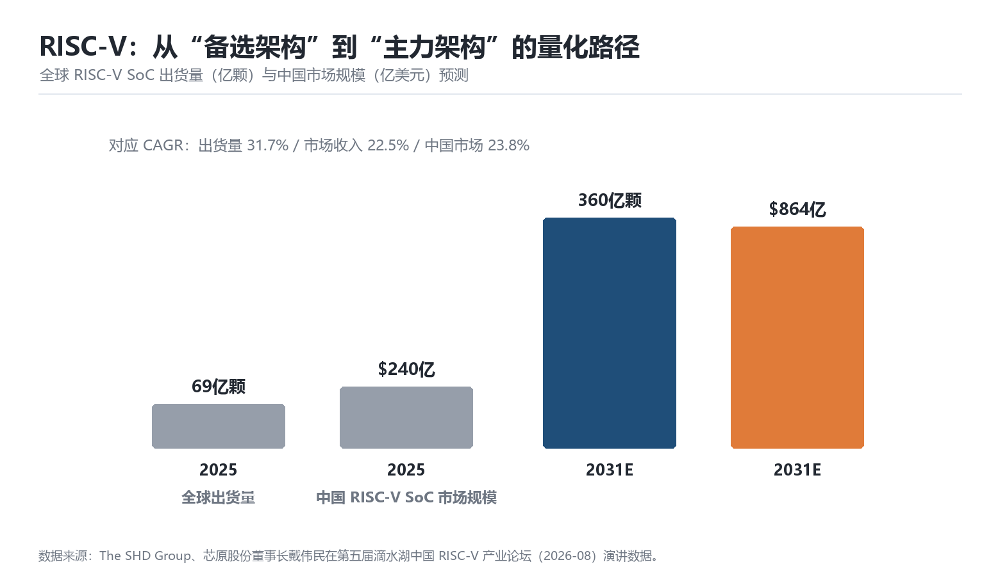 RISC-V：从“备选架构”到“主力架构”的量化路径
全球 RISC-V SoC 出货量（亿颗）与中国市场规模（亿美元）预测
对应 CAGR：出货量 31.7% / 市场收入 22.5% / 中国市场 23.8%
360亿颗
$864亿
$240亿
69亿颗
2025
2025
2031E
2031E
全球出货量
中国 RISC-V SoC 市场规模
数据来源：The SHD Group、芯原股份董事长戴伟民在第五届滴水湖中国 RISC-V 产业论坛（2026-08）演讲数据。